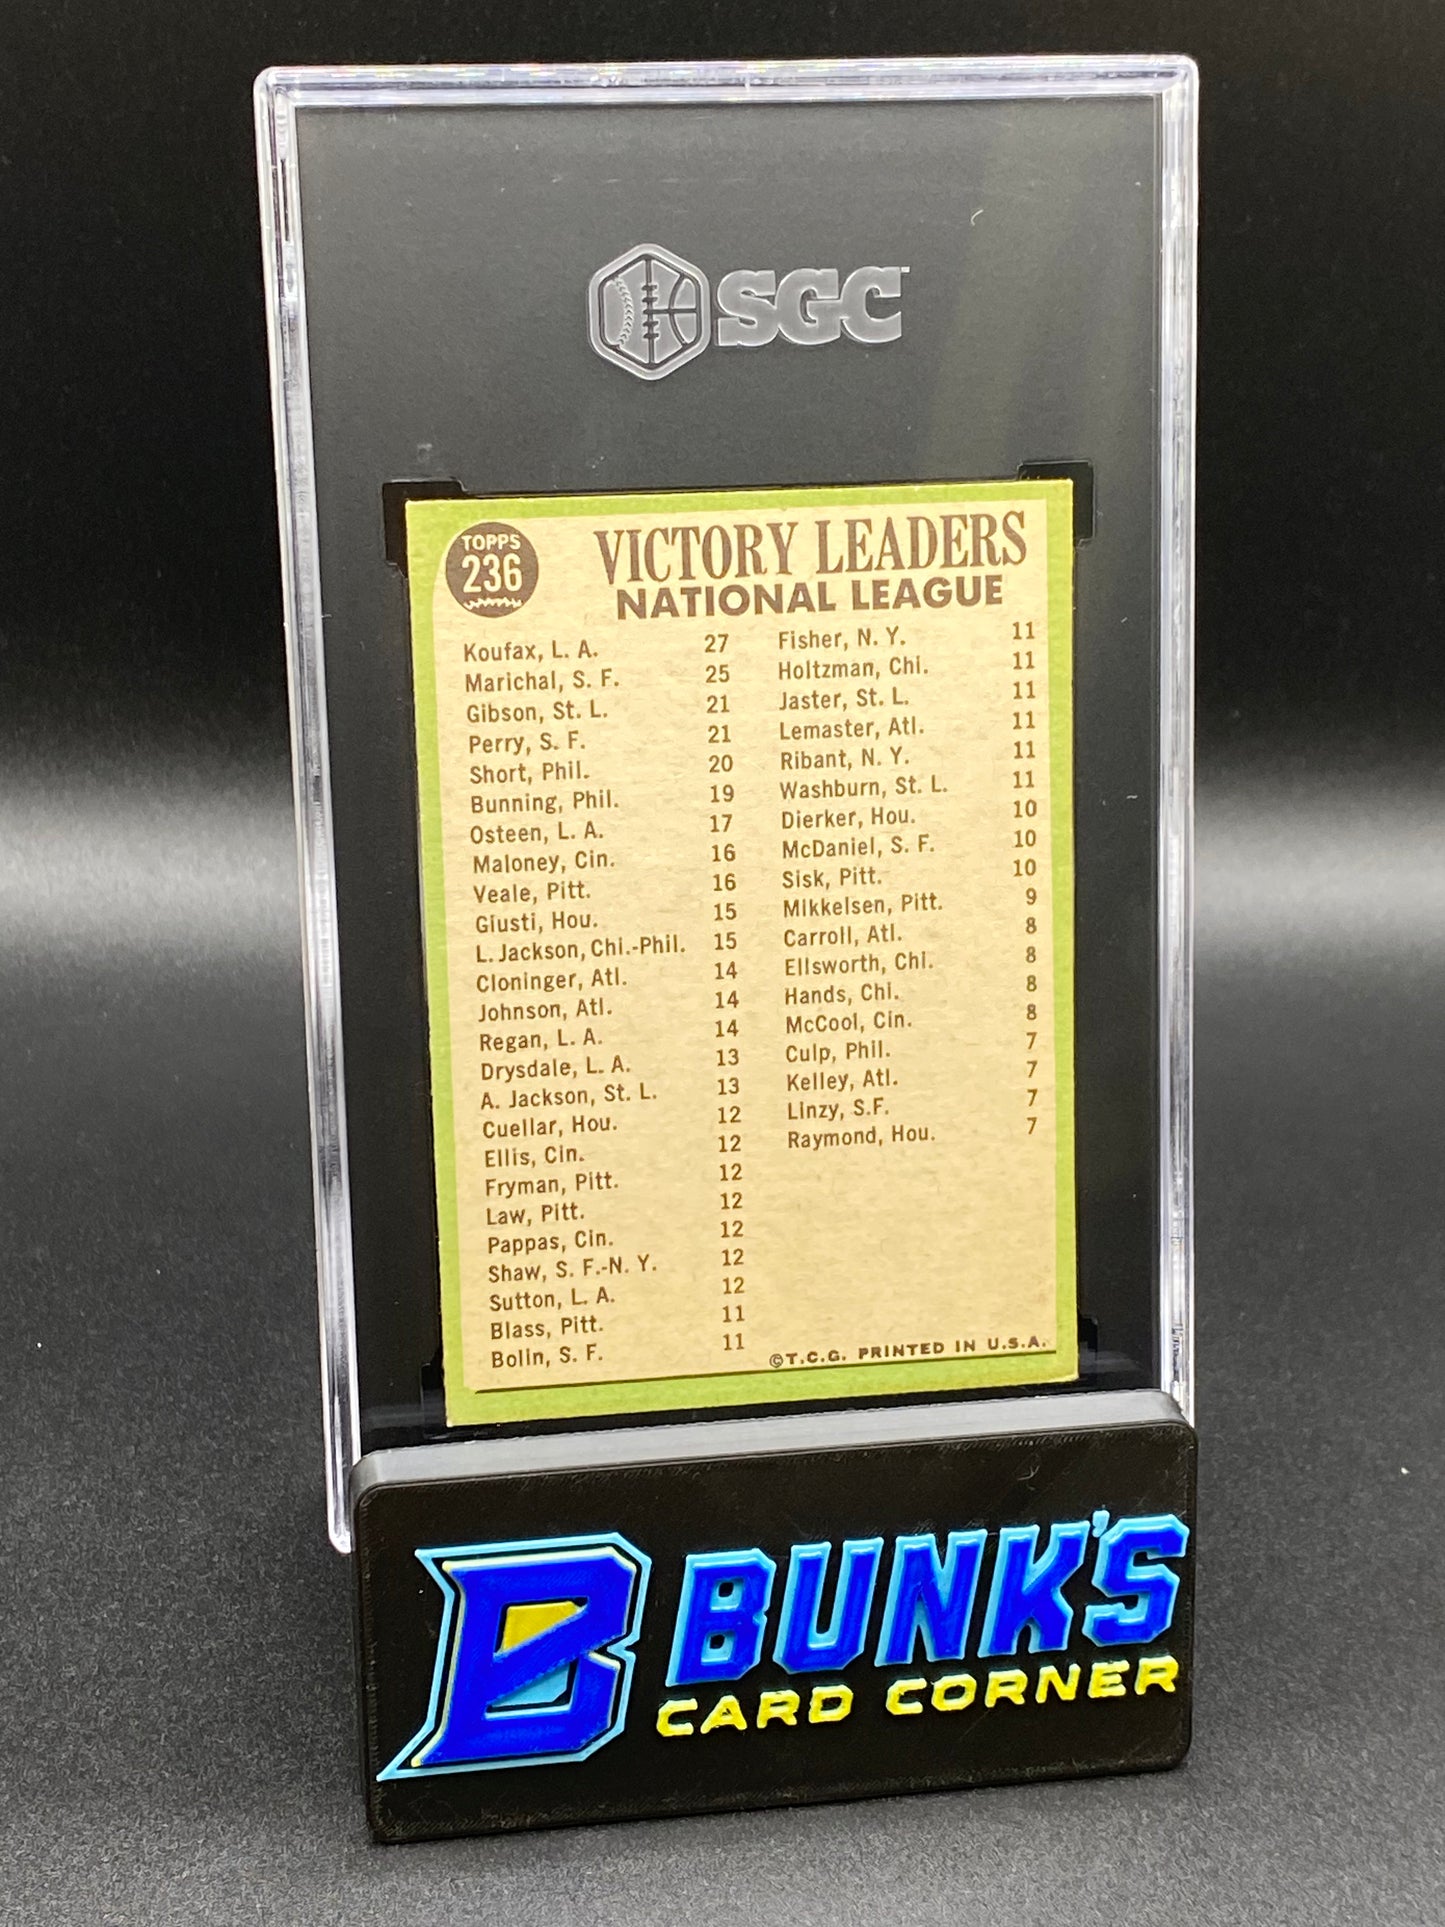 SGC
TOPPS
236
VICTORY LEADERS
NATIONAL LEAGUE
Koufax, L. A. 27
Marichal, S. F. 25
Gibson, St. L. 21
Perry, S. F. 21
Short, Phil. 20
Bunning, Phil. 19
Osteen, L. A. 17
Maloney, Cin. 16
Veale, Pitt. 16
Giusti, Hou. 15
L. Jackson, Chi.-Phil. 15
Cloninger, Atl. 14
Johnson, Atl. 14
Regan, L. A. 14
Drysdale, L. A. 13
A. Jackson, St. L. 13
Cuellar, Hou. 12
Ellis, Cin. 12
Fryman, Pitt. 12
Law, Pitt. 12
Pappas, Cin. 12
Shaw, S. F.-N. Y. 12
Sutton, L. A. 12
Blass, Pitt. 11
Bolin, S. F. 11
Fisher, N. Y. 11
Holtzman, Chi. 11
Jaster, St. L. 11
Lemaster, Atl. 11
Ribant, N. Y. 11
Washburn, St. L. 11
Dierker, Hou. 10
McDaniel, S. F. 10
Sisk, Pitt. 10
Mikkelsen, Pitt. 9
Carroll, Atl. 8
Ellsworth, Chi. 8
Hands, Chi. 8
McCool, Cin. 8
Culp, Phil. 7
Kelley, Atl. 7
Linzy, S.F. 7
Raymond, Hou. 7
©T.C.G. PRINTED IN U.S.A.
B
BUNK'S
CARD CORNER